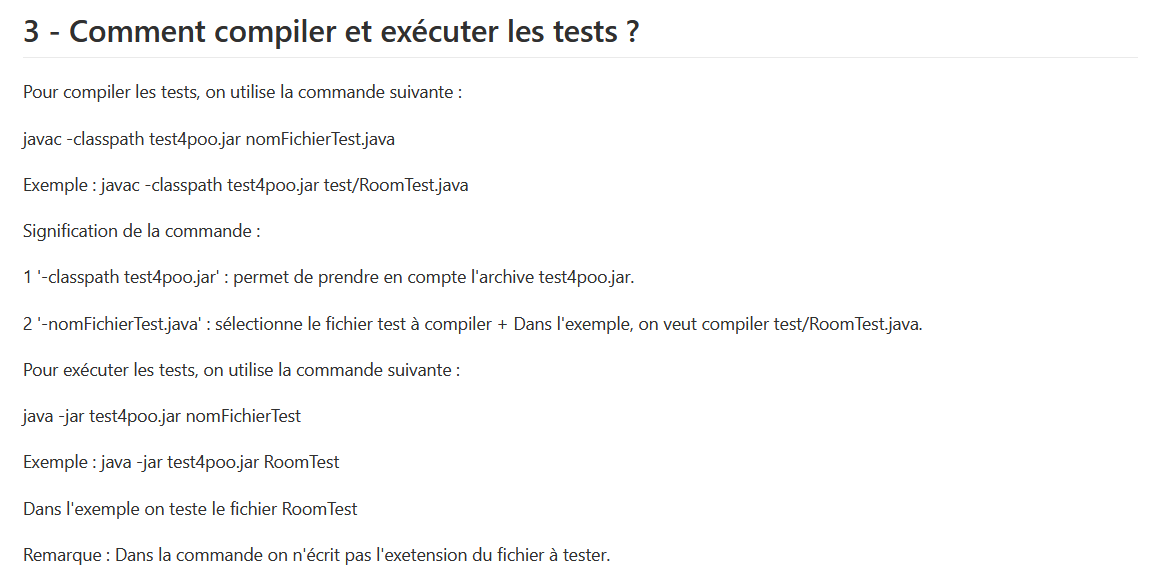 3 - Comment compiler et exécuter les tests ?
Pour compiler les tests, on utilise la commande suivante :
javac -classpath test4poo.jar nomFichierTest.java
Exemple : javac -classpath test4poo.jar test/RoomTest.java
Signification de la commande :
1 '-classpath test4poo.jar' : permet de prendre en compte l'archive test4poo.jar.
2 '-nomFichierTest.java' : sélectionne le fichier test à compiler + Dans l'exemple, on veut compiler test/RoomTest.java.
Pour exécuter les tests, on utilise la commande suivante :
java -jar test4poo.jar nomFichierTest
Exemple : java -jar test4poo.jar RoomTest
Dans l'exemple on teste le fichier RoomTest
Remarque : Dans la commande on n'écrit pas l'exetension du fichier à tester.